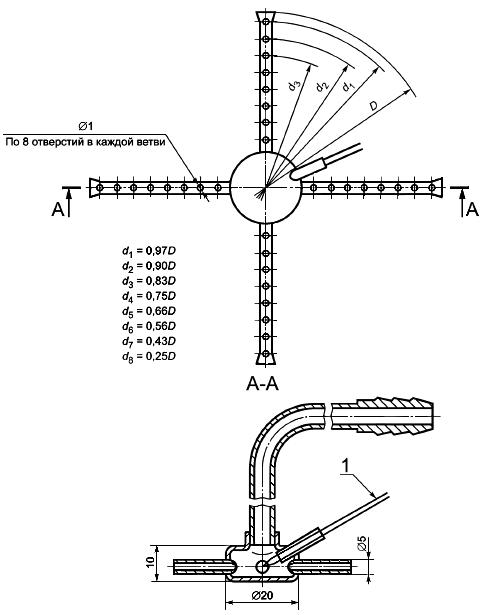 d₃
d₂
d₁
D
Ø1
По 8 отверстий в каждой ветви
А
А
d₁ = 0,97D
d₂ = 0,90D
d₃ = 0,83D
d₄ = 0,75D
d₅ = 0,66D
d₆ = 0,56D
d₇ = 0,43D
d₈ = 0,25D
А-А
1
10
Ø5
Ø20